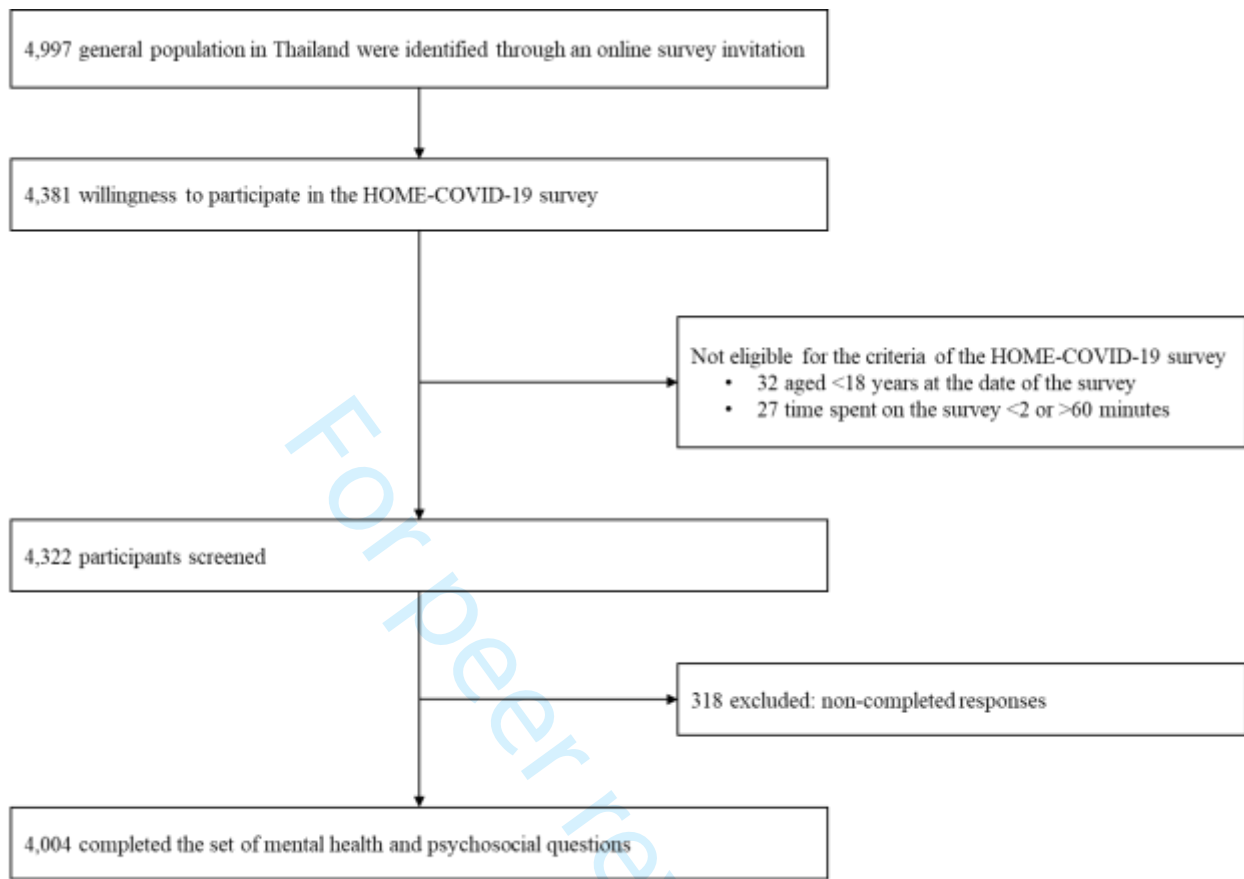 4,997 general population in Thailand were identified through an online survey invitation
4,381 willingness to participate in the HOME-COVID-19 survey
Not eligible for the criteria of the HOME-COVID-19 survey
• 32 aged <18 years at the date of the survey
• 27 time spent on the survey <2 or >60 minutes
4,322 participants screened
318 excluded: non-completed responses
4,004 completed the set of mental health and psychosocial questions
For peer re